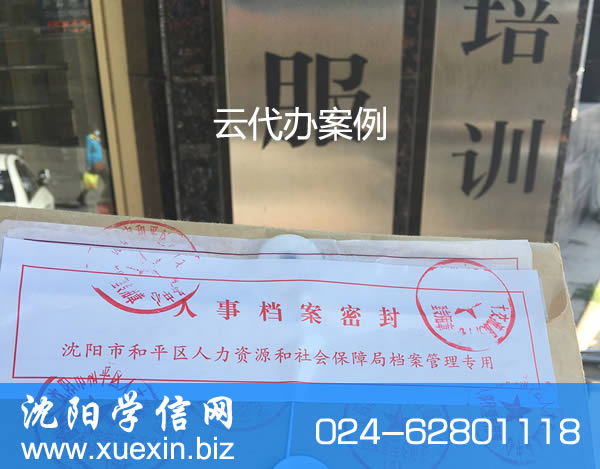 培训
服
云代办案例
人事档案密封
沈阳市和平区人力资源和社会保障局档案管理专用
沈阳学信网
www.xuexin.biz
024-62801118